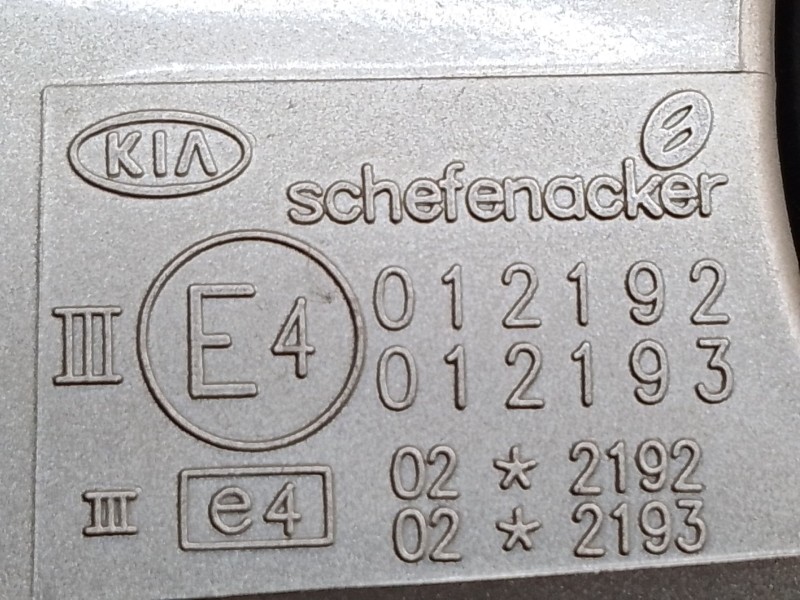 KIA
schefenacker
III E4 012192
012193
III e4 02 * 2192
02 * 2193